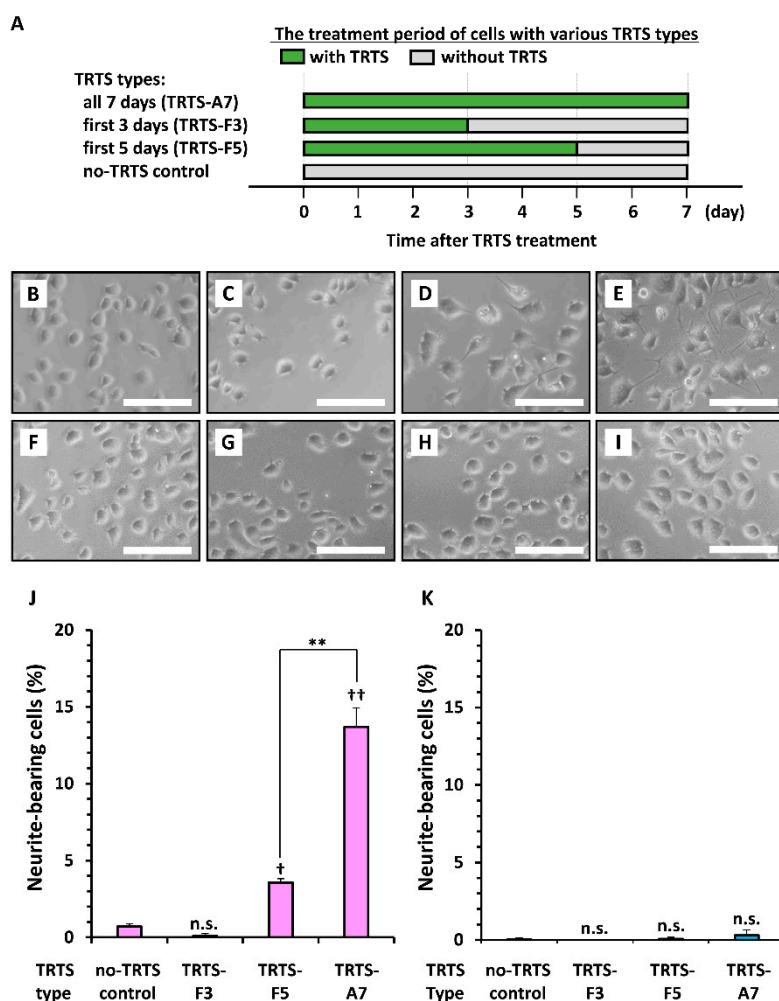 A
The treatment period of cells with various TRTS types
with TRTS without TRTS
TRTS types:
all 7 days (TRTS-A7)
first 3 days (TRTS-F3)
first 5 days (TRTS-F5)
no-TRTS control
0 1 2 3 4 5 6 7 (day)
Time after TRTS treatment
B C D E
F G H I
J
Neurite-bearing cells (%)
20
15
10
5
0
**
††
†
n.s.
TRTS type
no-TRTS control
TRTS-F3
TRTS-F5
TRTS-A7
K
Neurite-bearing cells (%)
20
15
10
5
0
n.s. n.s. n.s.
TRTS Type
no-TRTS control
TRTS-F3
TRTS-F5
TRTS-A7